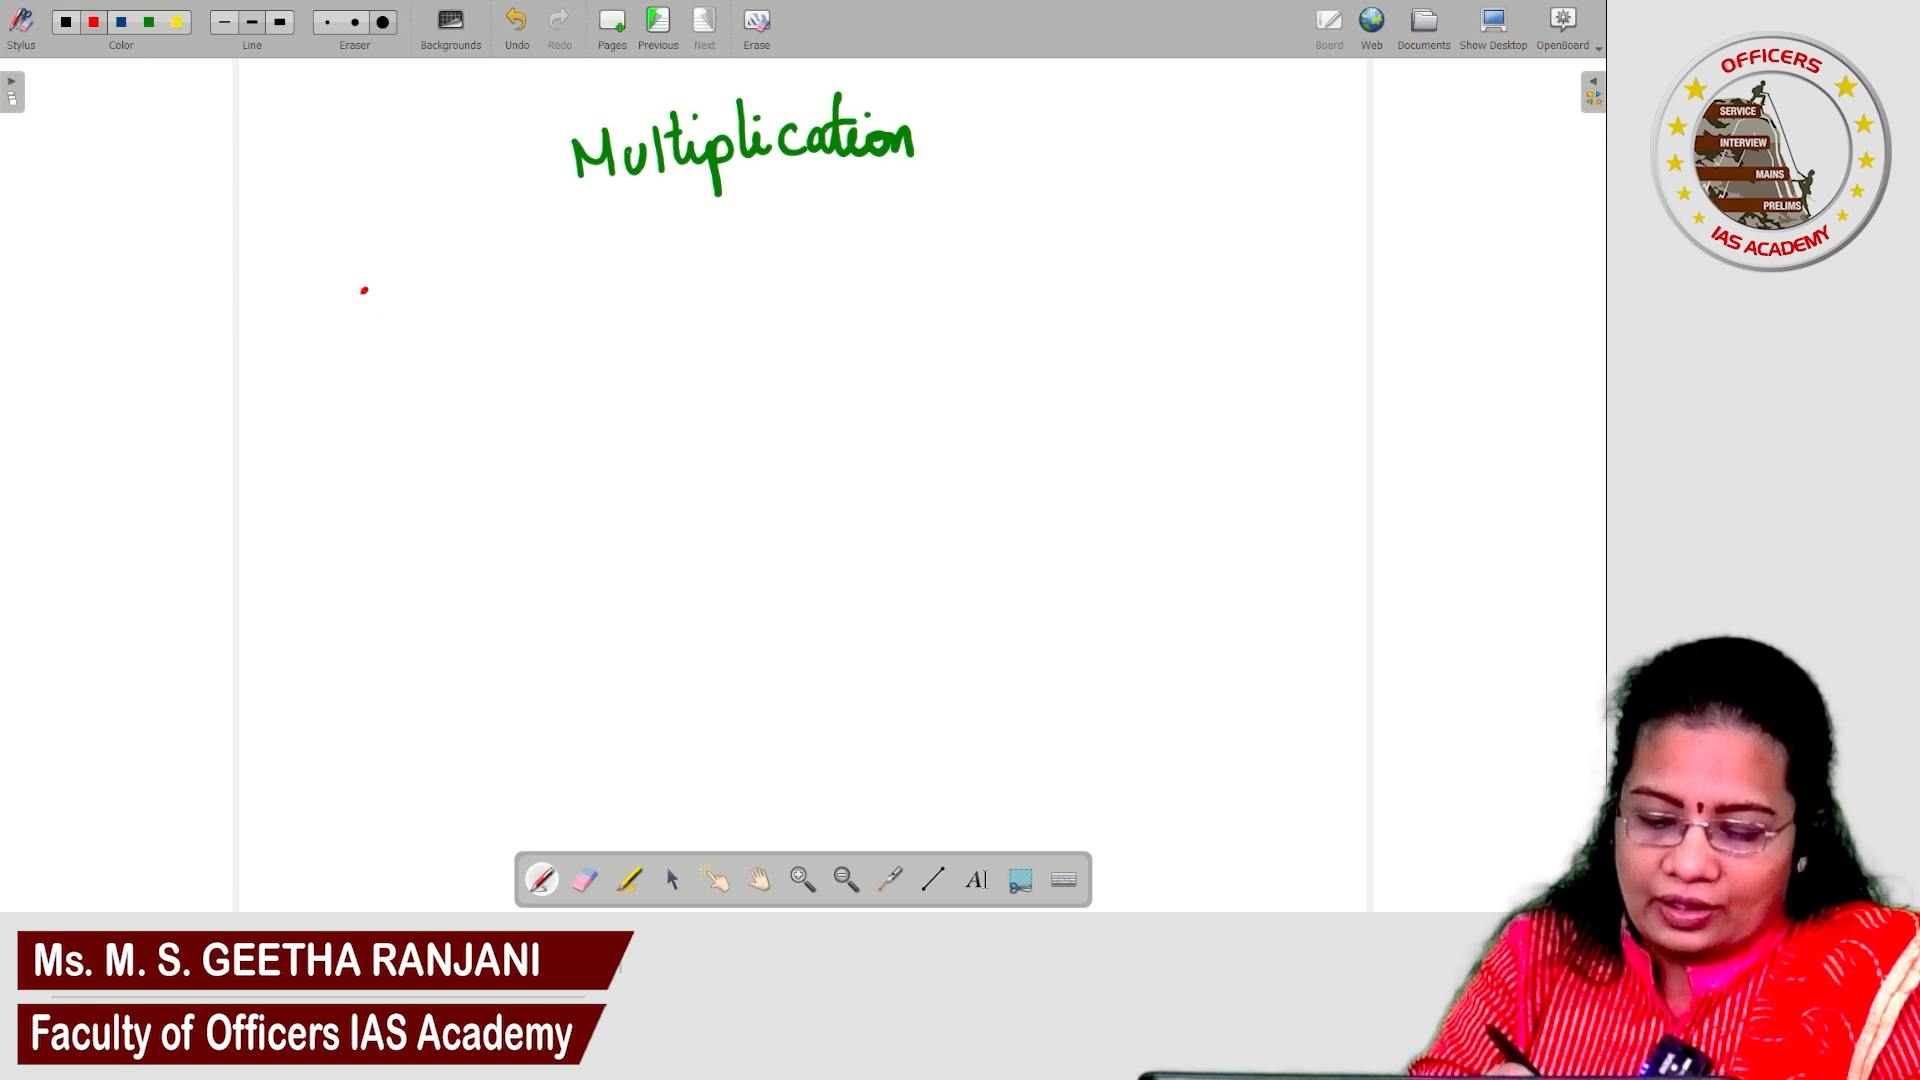 Stylus
Color
Line
Eraser
Backgrounds
Undo
Redo
Pages
Previous
Next
Erase
Board
Web
Documents
Show Desktop
OpenBoard
Multiplication
OFFICERS
SERVICE
INTERVIEW
MAINS
PRELIMS
IAS ACADEMY
Ms. M. S. GEETHA RANJANI
Faculty of Officers IAS Academy